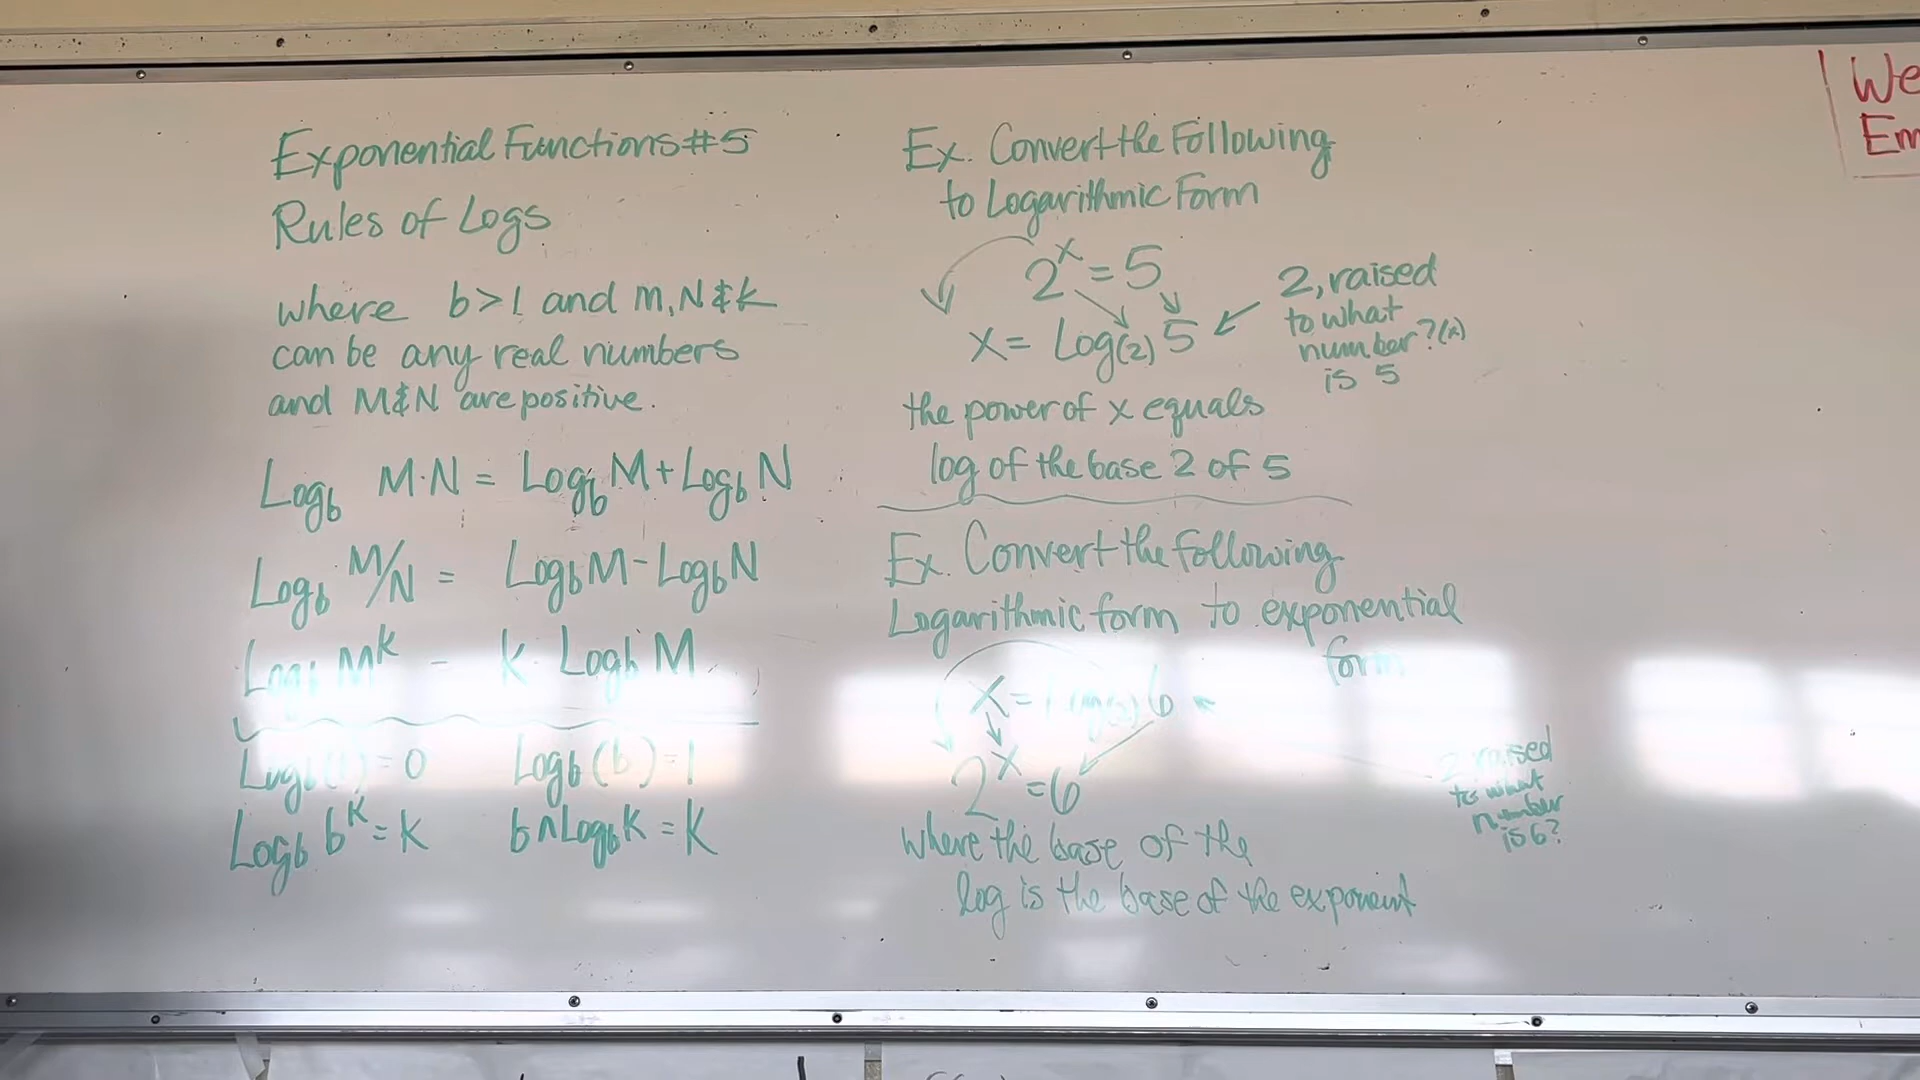 Exponential Functions #5
Rules of Logs
where b>1 and m,N & k
can be any real numbers
and M & N are positive.
Log_b M·N = Log_b M + Log_b N
Log_b M/N = Log_b M - Log_b N
Log_b M^k = k · Log_b M
Log_b (1) = 0 Log_b (b) = 1
Log_b b^k = k b^Log_b k = k
Ex. Convert the Following
to Logarithmic Form
2^x = 5
x = Log(2) 5
2, raised
to what
number?(x)
is 5
the power of x equals
log of the base 2 of 5
Ex. Convert the following
Logarithmic form to exponential
form
x = Log(2) 6
2^x = 6
2 raised
to what
number
is 6?
where the base of the
log is the base of the exponent
We
Em